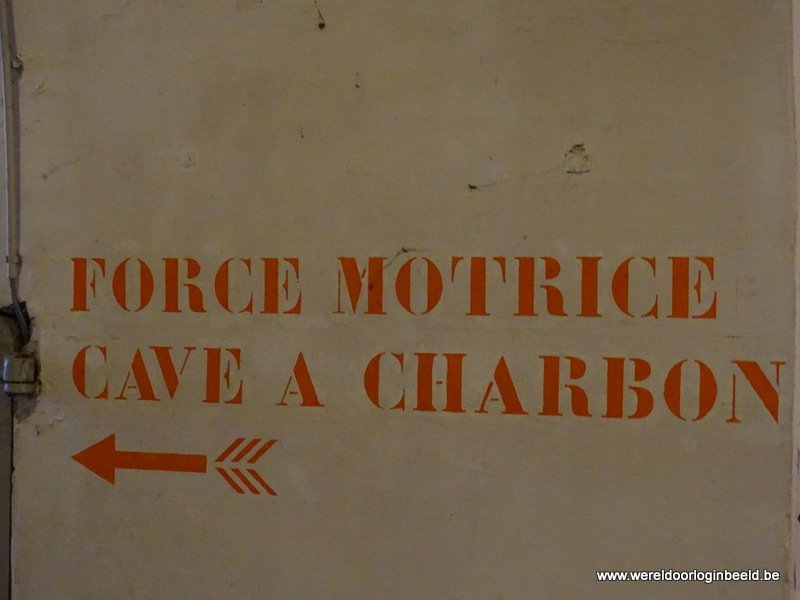 FORCE MOTRICE
CAVE A CHARBON
www.wereldoorloginbeeld.be